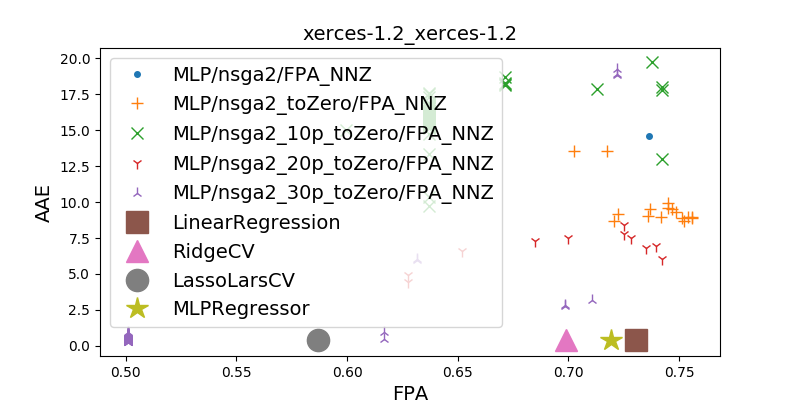 xerces-1.2_xerces-1.2
20.0
17.5
15.0
12.5
10.0
7.5
5.0
2.5
0.0
AAE
MLP/nsga2/FPA_NNZ
MLP/nsga2_toZero/FPA_NNZ
MLP/nsga2_10p_toZero/FPA_NNZ
MLP/nsga2_20p_toZero/FPA_NNZ
MLP/nsga2_30p_toZero/FPA_NNZ
LinearRegression
RidgeCV
LassoLarsCV
MLPRegressor
0.50 0.55 0.60 0.65 0.70 0.75
FPA